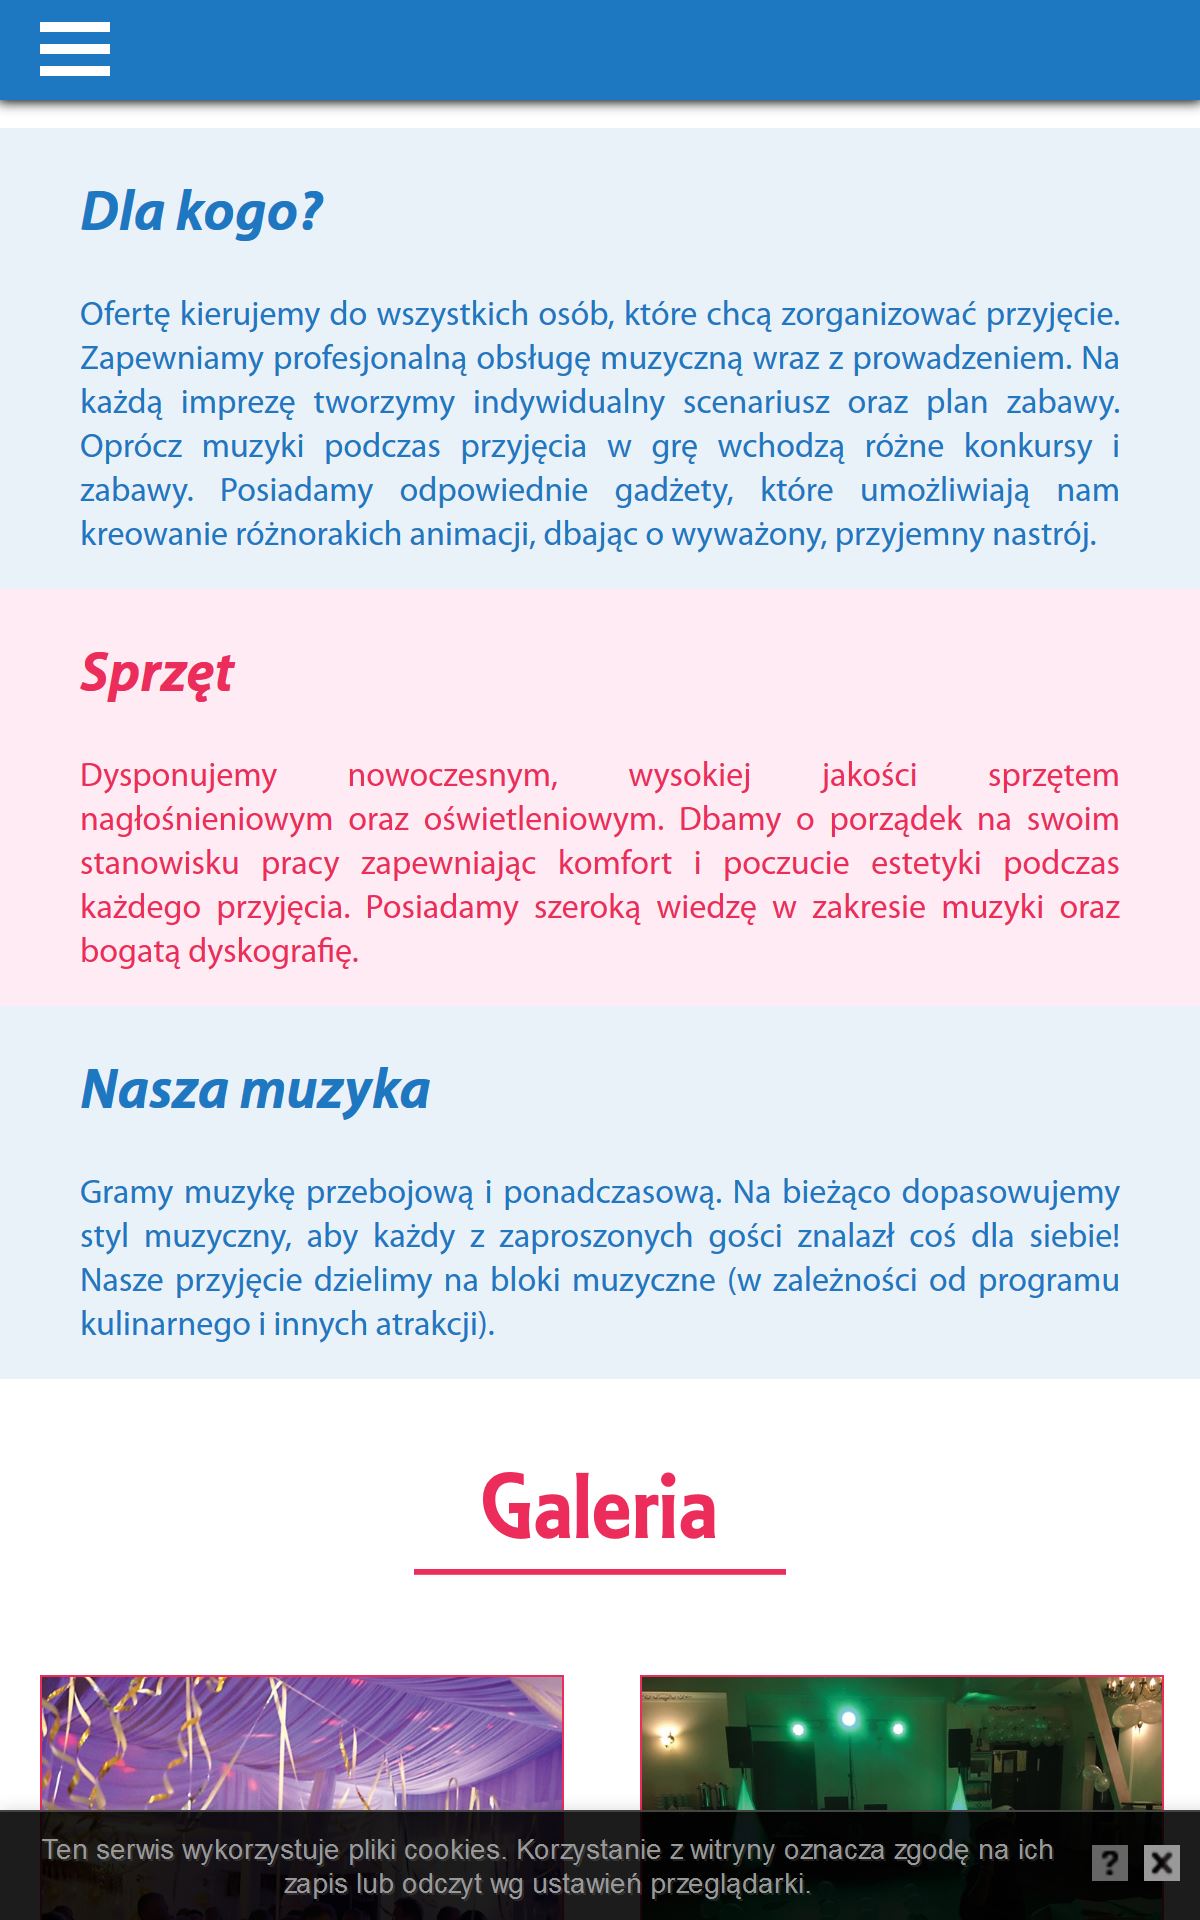 Dla kogo?
Ofertę kierujemy do wszystkich osób, które chcą zorganizować przyjęcie.
Zapewniamy profesjonalną obsługę muzyczną wraz z prowadzeniem. Na
każdą imprezę tworzymy indywidualny scenariusz oraz plan zabawy.
Oprócz muzyki podczas przyjęcia w grę wchodzą różne konkursy i
zabawy. Posiadamy odpowiednie gadżety, które umożliwiają nam
kreowanie różnorakich animacji, dbając o wyważony, przyjemny nastrój.
Sprzęt
Dysponujemy nowoczesnym, wysokiej jakości sprzętem
nagłośnieniowym oraz oświetleniowym. Dbamy o porządek na swoim
stanowisku pracy zapewniając komfort i poczucie estetyki podczas
każdego przyjęcia. Posiadamy szeroką wiedzę w zakresie muzyki oraz
bogatą dyskografię.
Nasza muzyka
Gramy muzykę przebojową i ponadczasową. Na bieżąco dopasowujemy
styl muzyczny, aby każdy z zaproszonych gości znalazł coś dla siebie!
Nasze przyjęcie dzielimy na bloki muzyczne (w zależności od programu
kulinarnego i innych atrakcji).
Galeria
Ten serwis wykorzystuje pliki cookies. Korzystanie z witryny oznacza zgodę na ich
zapis lub odczyt wg ustawień przeglądarki.
?